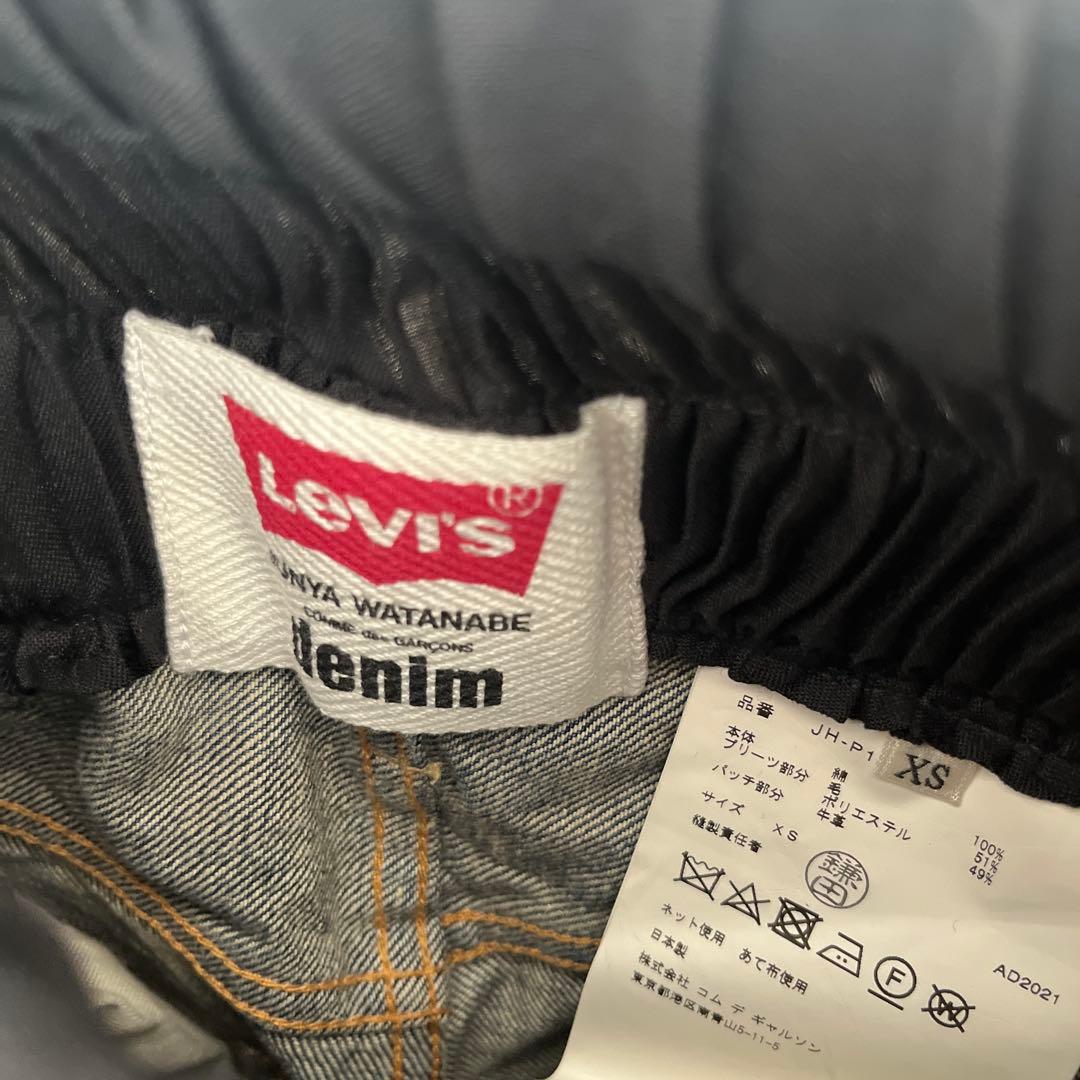 Levi's®
JUNYA WATANABE
COMME des GARÇONS
denim
品番 JH-P1
XS
本体 綿 100%
プリーツ部分 毛 51%
ポリエステル 49%
パッチ部分 牛革
サイズ XS
縫製責任者 鎌田
F
W
ネット使用 あて布使用
日本製
AD2021
株式会社 コム デ ギャルソン
東京都港区南青山5-11-5